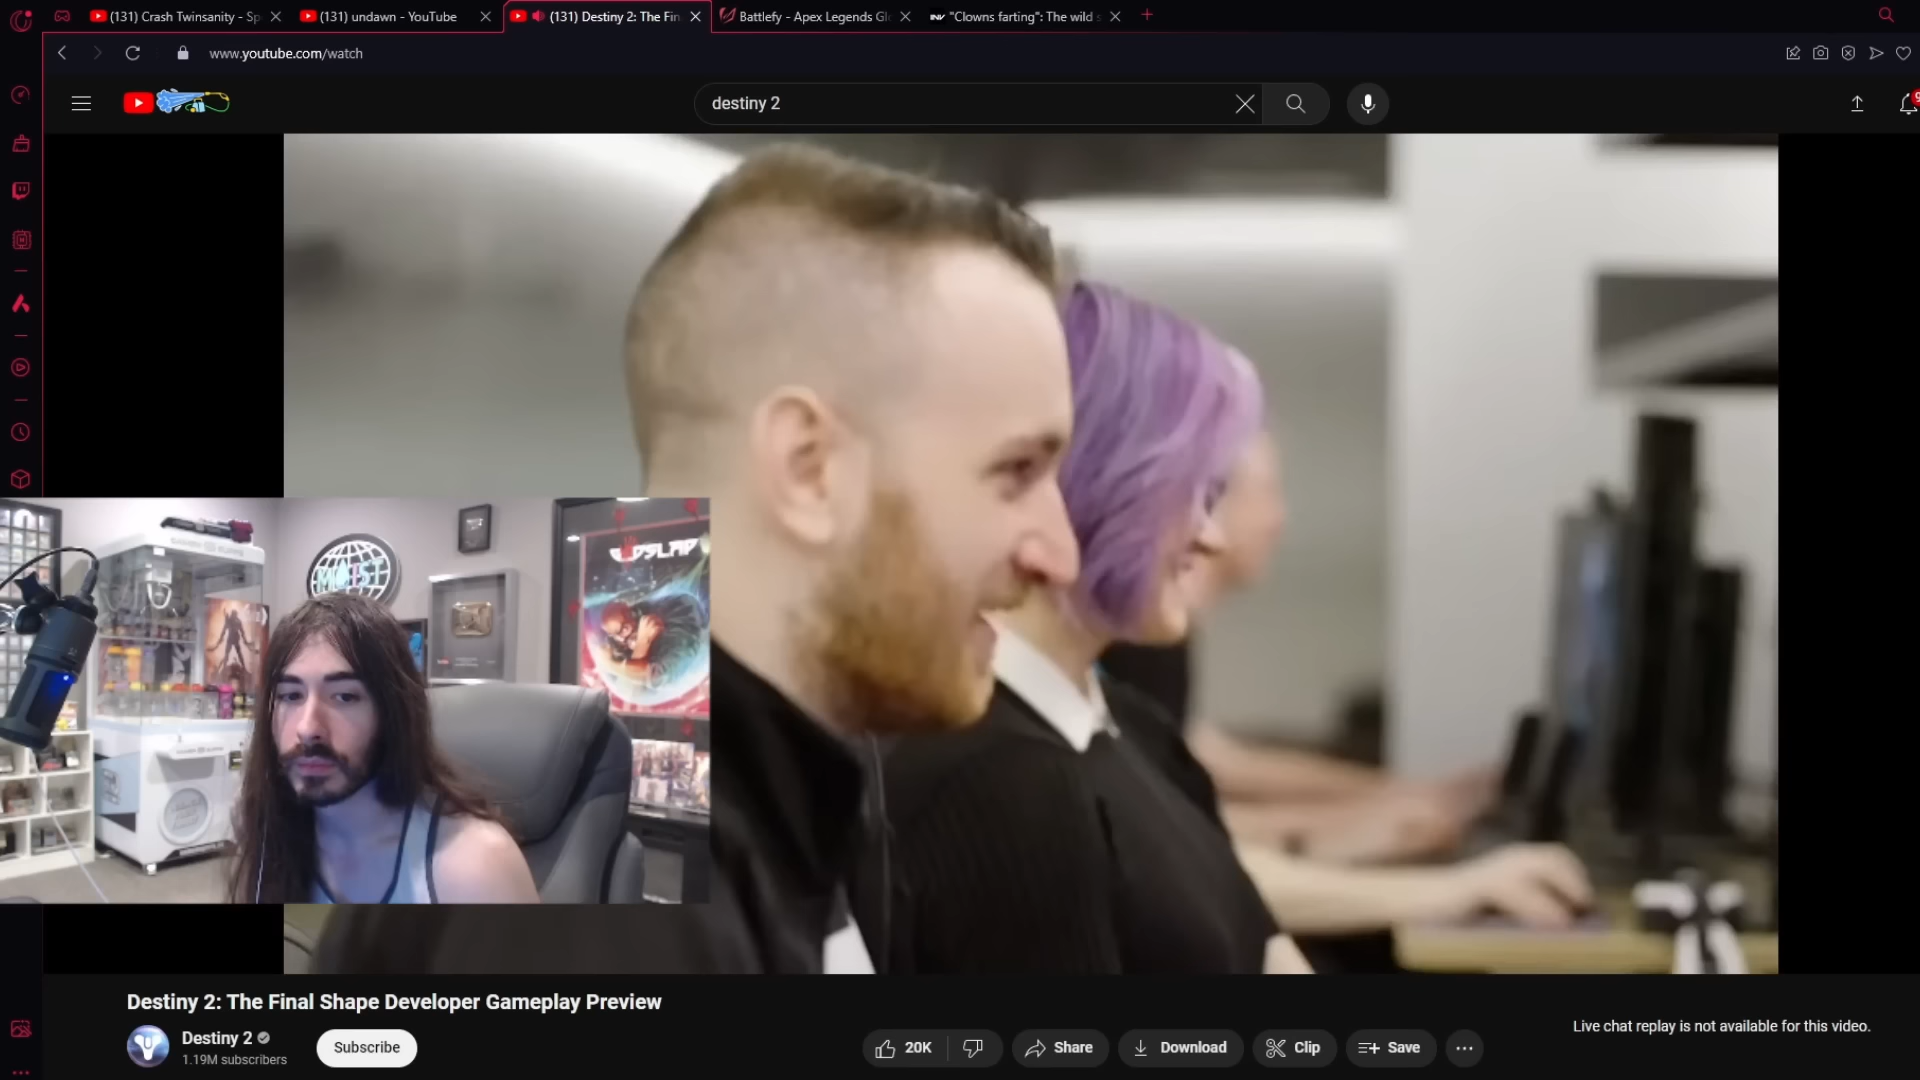 (131) Crash Twinsanity - Sp
(131) undawn - YouTube
(131) Destiny 2: The Fin
Battlefy - Apex Legends Gl
"Clowns farting": The wild s
www.youtube.com/watch
destiny 2
9
MOIST
Destiny 2: The Final Shape Developer Gameplay Preview
Destiny 2
1.19M subscribers
Subscribe
20K
Share
Download
Clip
Save
Live chat replay is not available for this video.